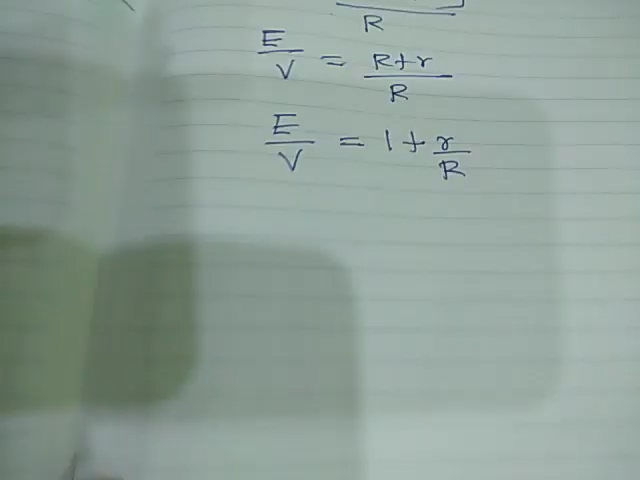 R
E/V = R+r/R
E/V = 1+r/R